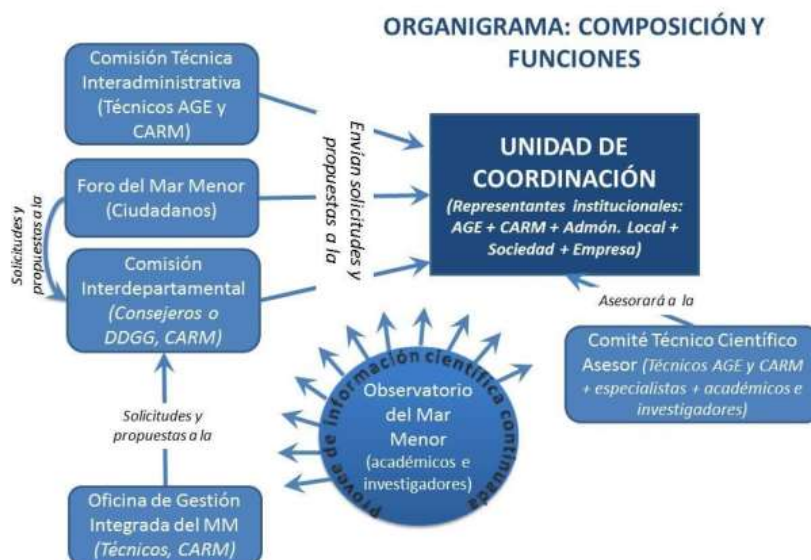 ORGANIGRAMA: COMPOSICIÓN Y
FUNCIONES
Comisión Técnica
Interadministrativa
(Técnicos AGE y
CARM)
Foro del Mar Menor
(Ciudadanos)
Solicitudes y
propuestas a la
Comisión
Interdepartamental
(Consejeros o
DDGG, CARM)
Envían solicitudes y
propuestas a la
UNIDAD DE
COORDINACIÓN
(Representantes institucionales:
AGE + CARM + Admón. Local +
Sociedad + Empresa)
Asesorará a la
Comité Técnico Científico
Asesor (Técnicos AGE y CARM
+ especialistas + académicos e
investigadores)
Provee de información científica continuada
Observatorio
del Mar
Menor
(académicos e
investigadores)
Solicitudes y
propuestas a la
Oficina de Gestión
Integrada del MM
(Técnicos, CARM)